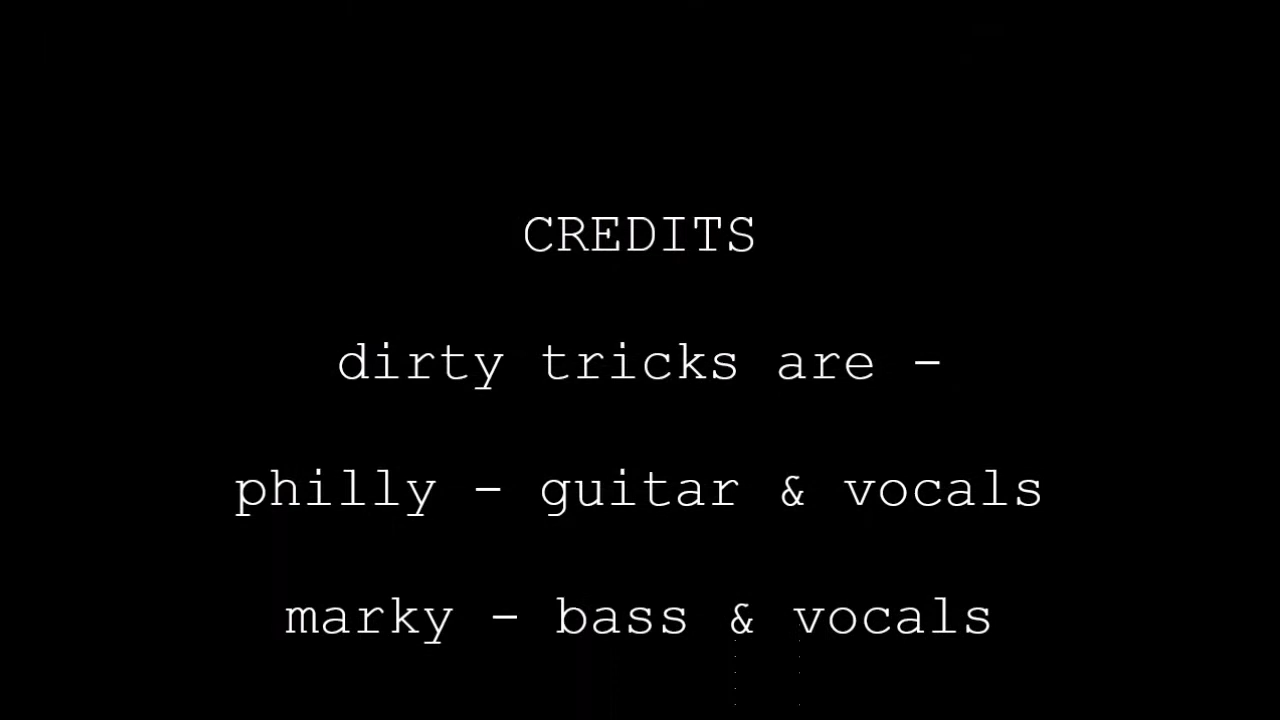 CREDITS
dirty tricks are -
philly - guitar & vocals
marky - bass & vocals